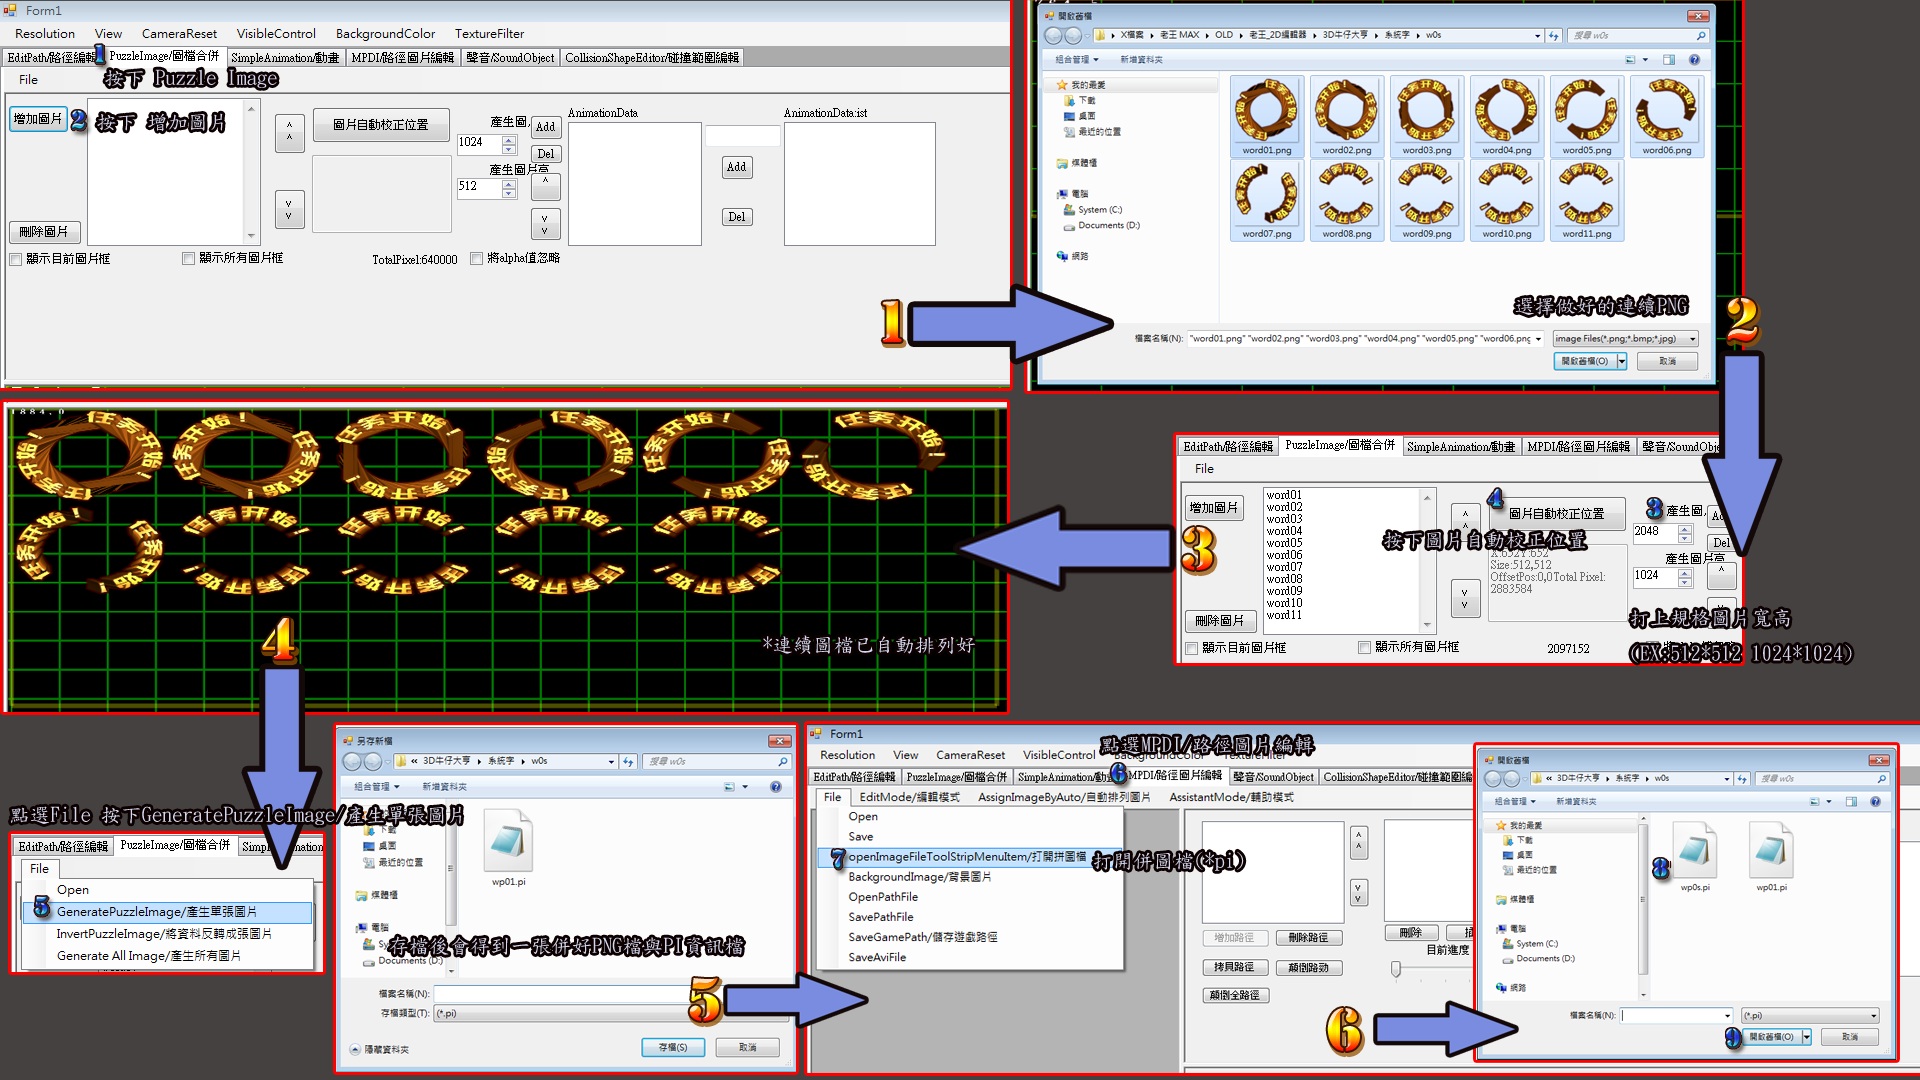 Form1
Resolution View CameraReset VisibleControl BackgroundColor TextureFilter
EditPath/路徑編輯 PuzzleImage/圖檔合併 SimpleAnimation/動畫 MPDI/路徑圖片編輯 聲音/SoundObject CollisionShapeEditor/碰撞範圍編輯
1
按下 Puzzle Image
File
增加圖片
2 按下 增加圖片
刪除圖片
圖片自動校正位置
產生圖
1024
產生圖片高
512
Add
Del
AnimationData
Add
Del
AnimationData:ist
顯示目前圖片框
顯示所有圖片框
TotalPixel:640000
將alpha值忽略
1
開啟舊檔
X檔案 老王 MAX OLD 老王_2D編輯器 3D牛仔大亨 系統字 w0s
搜尋 w0s
組合管理 新增資料夾
我的最愛
下載
桌面
最近的位置
媒體櫃
電腦
System (C:)
Documents (D:)
網路
word01.png word02.png word03.png word04.png word05.png word06.png
word07.png word08.png word09.png word10.png word11.png
選擇做好的連續PNG
檔案名稱(N): "word01.png" "word02.png" "word03.png" "word04.png" "word05.png" "word06.png
image Files(*.png;*.bmp;*.jpg)
開啟舊檔(O) 取消
2
EditPath/路徑編輯 PuzzleImage/圖檔合併 SimpleAnimation/動畫 MPDI/路徑圖片編輯 聲音/SoundObje
File
增加圖片
刪除圖片
word01
word02
word03
word04
word05
word06
word07
word08
word09
word10
word11
4 圖片自動校正位置
按下圖片自動校正位置
X:652Y:652
Size:512,512
OffsetPos:0,0Total Pixel:
2883584
3 產生圖
2048
產生圖片高
1024
Del
打上規格圖片寬高
(EX:512*512 1024*1024)
顯示目前圖片框
顯示所有圖片框
2097152
3
1884.0
任务开始!
*連續圖檔已自動排列好
4
點選File 按下GeneratePuzzleImage/產生單張圖片
EditPath/路徑編輯 PuzzleImage/圖檔合併
File
Open
5 GeneratePuzzleImage/產生單張圖片
InvertPuzzleImage/將資料反轉成張圖片
Generate All Image/產生所有圖片
另存新檔
3D牛仔大亨 系統字 w0s
搜尋 w0s
組合管理 新增資料夾
下載
桌面
最近的位置
媒體櫃
電腦
Documents (D:)
wp01.pi
存檔後會得到一張併好PNG檔與PI資訊檔
檔案名稱(N):
存檔類型(T): (*.pi)
隱藏資料夾
存檔(S) 取消
5
Form1
Resolution View CameraReset VisibleControl BackgroundColor TextureFilter
點選MPDI/路徑圖片編輯
EditPath/路徑編輯 PuzzleImage/圖檔合併 SimpleAnimation/動 6 MPDI/路徑圖片編輯 聲音/SoundObject CollisionShapeEditor/碰撞範圍編
File EditMode/編輯模式 AssignImageByAuto/自動排列圖片 AssistantMode/輔助模式
Open
Save
7 openImageFileToolStripMenuItem/打開拼圖檔
打開併圖檔(*pi)
BackgroundImage/背景圖片
OpenPathFile
SavePathFile
SaveGamePath/儲存遊戲路徑
SaveAviFile
增加路徑 刪除路徑
拷貝路徑 顛倒路勁
顛倒全路徑
刪除
目前進度
6
開啟舊檔
3D牛仔大亨 系統字 w0s
搜尋 w0s
組合管理 新增資料夾
我的最愛
下載
桌面
最近的位置
媒體櫃
電腦
System (C:)
Documents (D:)
網路
8
wp0s.pi wp01.pi
檔案名稱(N): (*.pi)
9 開啟舊檔(O) 取消